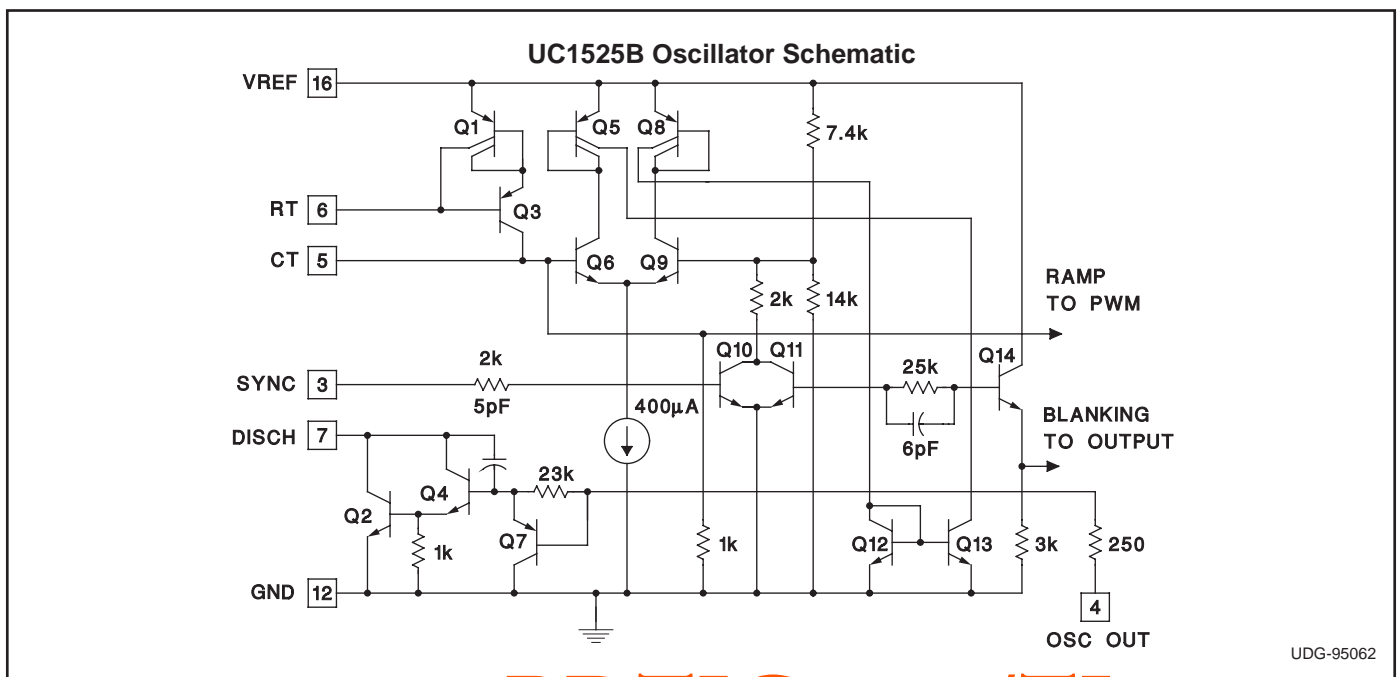 UC1525B Oscillator Schematic
VREF 16
Q1
Q5
Q8
7.4k
RT 6
Q3
CT 5
Q6
Q9
RAMP
TO PWM
2k
14k
Q10
Q11
Q14
2k
25k
SYNC 3
5pF
400µA
BLANKING
TO OUTPUT
DISCH 7
6pF
23k
Q4
Q2
1k
Q7
1k
Q12
Q13
3k
250
GND 12
4
OSC OUT
UDG-95062